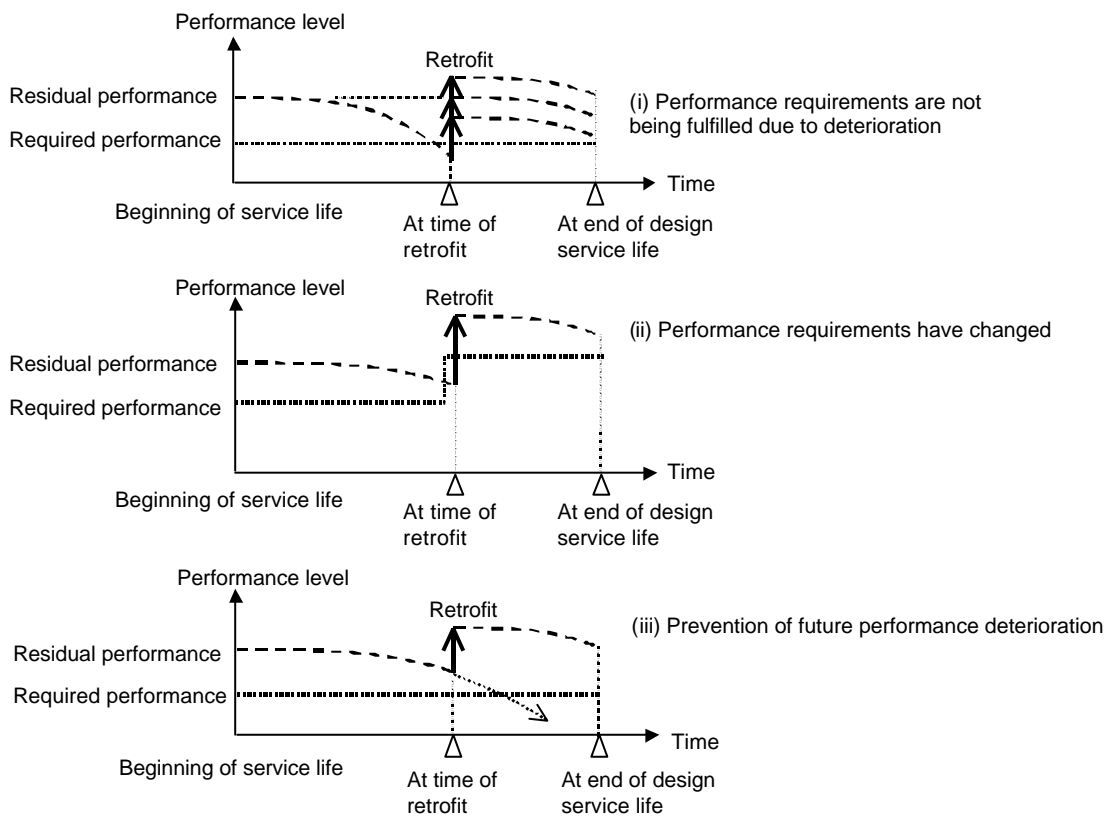 Performance level
Retrofit
Residual performance
(i) Performance requirements are not
being fulfilled due to deterioration
Required performance
Time
Beginning of service life
At time of
retrofit
At end of design
service life
Performance level
Retrofit
(ii) Performance requirements have changed
Residual performance
Required performance
Time
Beginning of service life
At time of
retrofit
At end of design
service life
Performance level
Retrofit
(iii) Prevention of future performance deterioration
Residual performance
Required performance
Time
Beginning of service life
At time of
retrofit
At end of design
service life